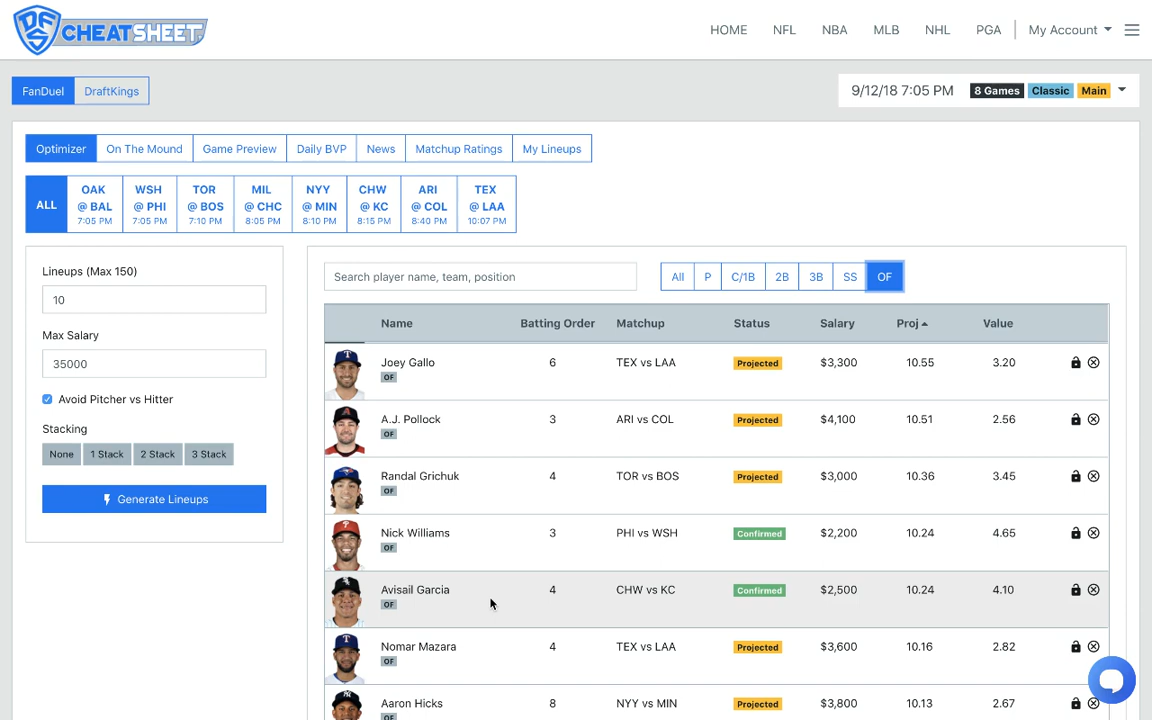 DFS CHEATSHEET
HOME NFL NBA MLB NHL PGA My Account
FanDuel DraftKings
9/12/18 7:05 PM 8 Games Classic Main
Optimizer On The Mound Game Preview Daily BVP News Matchup Ratings My Lineups
ALL
OAK @ BAL 7:05 PM
WSH @ PHI 7:05 PM
TOR @ BOS 7:10 PM
MIL @ CHC 8:05 PM
NYY @ MIN 8:10 PM
CHW @ KC 8:15 PM
ARI @ COL 8:40 PM
TEX @ LAA 10:07 PM
Lineups (Max 150)
10
Max Salary
35000
Avoid Pitcher vs Hitter
Stacking
None 1 Stack 2 Stack 3 Stack
Generate Lineups
Search player name, team, position
All P C/1B 2B 3B SS OF
Name Batting Order Matchup Status Salary Proj Value
Joey Gallo 6 TEX vs LAA Projected $3,300 10.55 3.20
OF
A.J. Pollock 3 ARI vs COL Projected $4,100 10.51 2.56
OF
Randal Grichuk 4 TOR vs BOS Projected $3,000 10.36 3.45
OF
Nick Williams 3 PHI vs WSH Confirmed $2,200 10.24 4.65
OF
Avisail Garcia 4 CHW vs KC Confirmed $2,500 10.24 4.10
OF
Nomar Mazara 4 TEX vs LAA Projected $3,600 10.16 2.82
OF
Aaron Hicks 8 NYY vs MIN Projected $3,800 10.13 2.67
OF